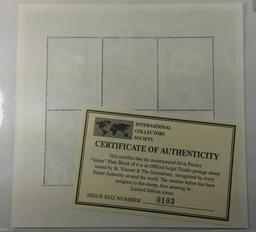 INTERNATIONAL
COLLECTORS
SOCIETY
CERTIFICATE OF AUTHENTICITY
This certifies that the accompanied Elvis Presley
"Salute" Plate Block of 6 is an Official Legal Tender postage stamp
issued by St. Vincent & The Grenadines, recognized by every
Postal Authority around the world. The number below has been
assigned to this stamp, thus assuring its
Limited Edition status.
ISSUE EG2 NUMBER 0103